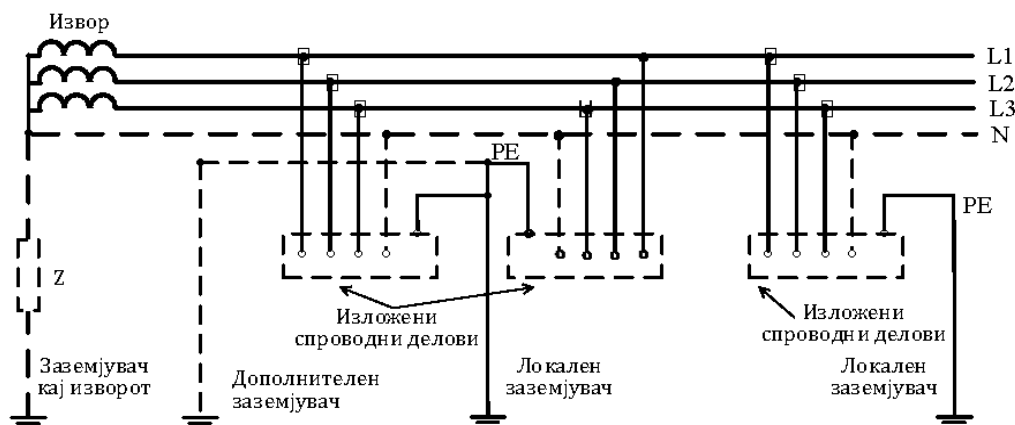 Извор
L1
L2
L3
N
PE
PE
Z
Изложени
спроводни делови
Изложени
спроводни делови
Заземјувач
кај изворот
Дополнителен
заземјувач
Локален
заземјувач
Локален
заземјувач